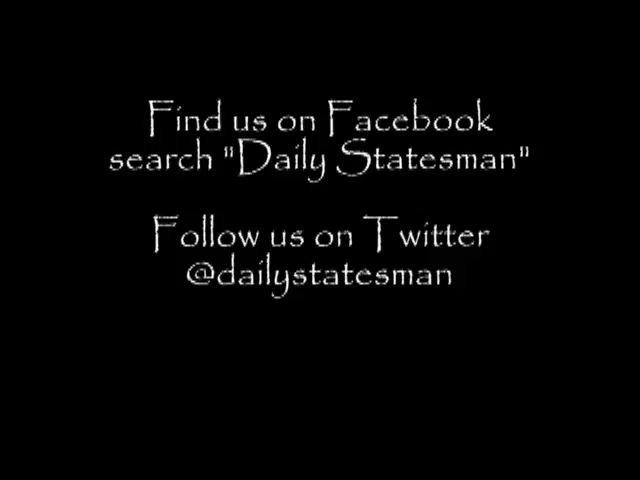 Find us on Facebook
search "Daily Statesman"
Follow us on Twitter
@dailystatesman